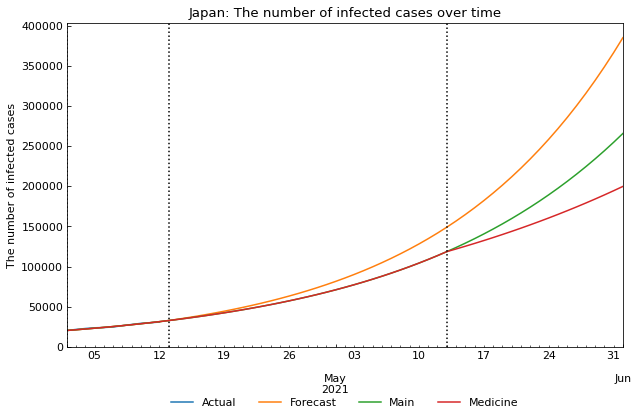 Japan: The number of infected cases over time
The number of infected cases
400000
350000
300000
250000
200000
150000
100000
50000
0
05 12 19 26 03 10 17 24 31
May Jun
2021
Actual Forecast Main Medicine